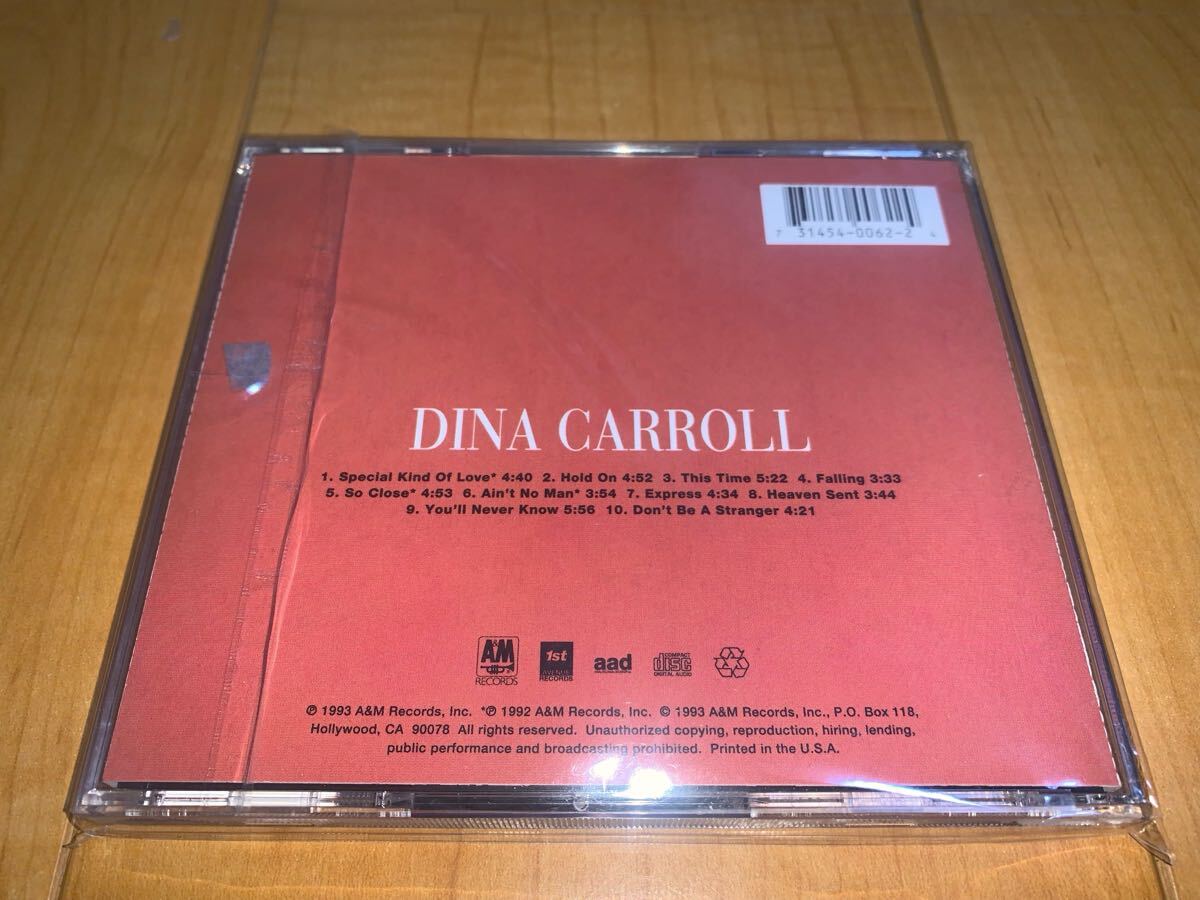 7 31454-0062-2 4
DINA CARROLL
1. Special Kind Of Love* 4:40 2. Hold On 4:52 3. This Time 5:22 4. Falling 3:33
5. So Close* 4:53 6. Ain't No Man* 3:54 7. Express 4:34 8. Heaven Sent 3:44
9. You'll Never Know 5:56 10. Don't Be A Stranger 4:21
A&M
RECORDS
1st
AVENUE
RECORDS
aad
COMPACT
disc
DIGITAL AUDIO
℗ 1993 A&M Records, Inc. *℗ 1992 A&M Records, Inc. © 1993 A&M Records, Inc., P.O. Box 118,
Hollywood, CA 90078 All rights reserved. Unauthorized copying, reproduction, hiring, lending,
public performance and broadcasting prohibited. Printed in the U.S.A.